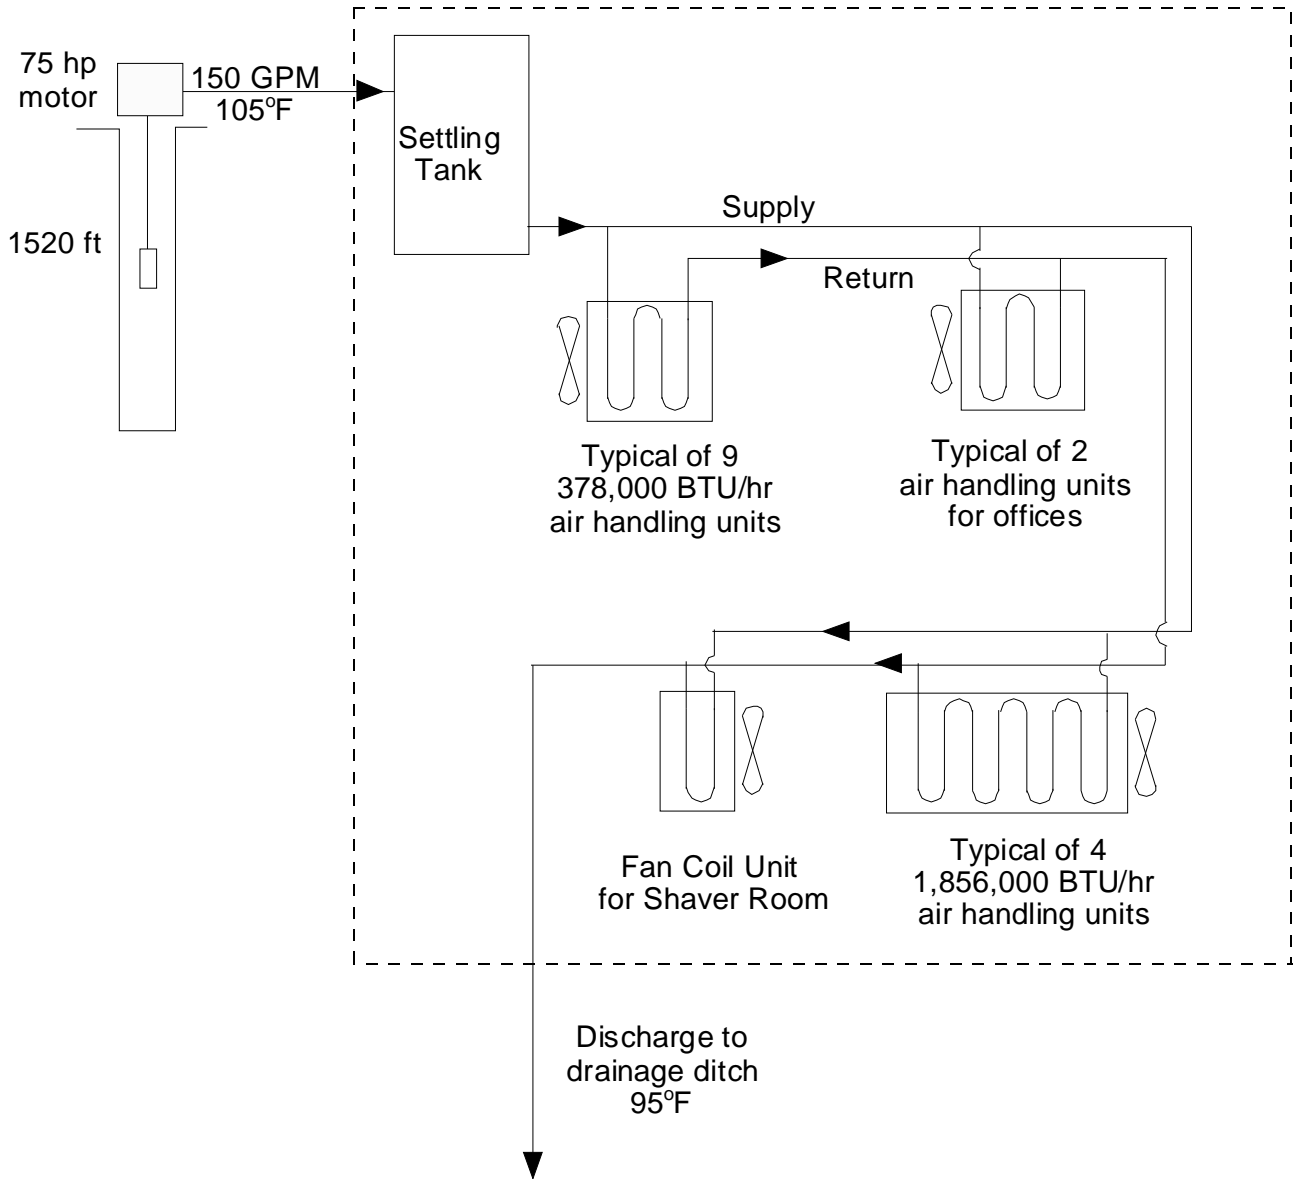 75 hp
motor
150 GPM
105°F
1520 ft
Settling
Tank
Supply
Return
Typical of 9
378,000 BTU/hr
air handling units
Typical of 2
air handling units
for offices
Fan Coil Unit
for Shaver Room
Typical of 4
1,856,000 BTU/hr
air handling units
Discharge to
drainage ditch
95°F